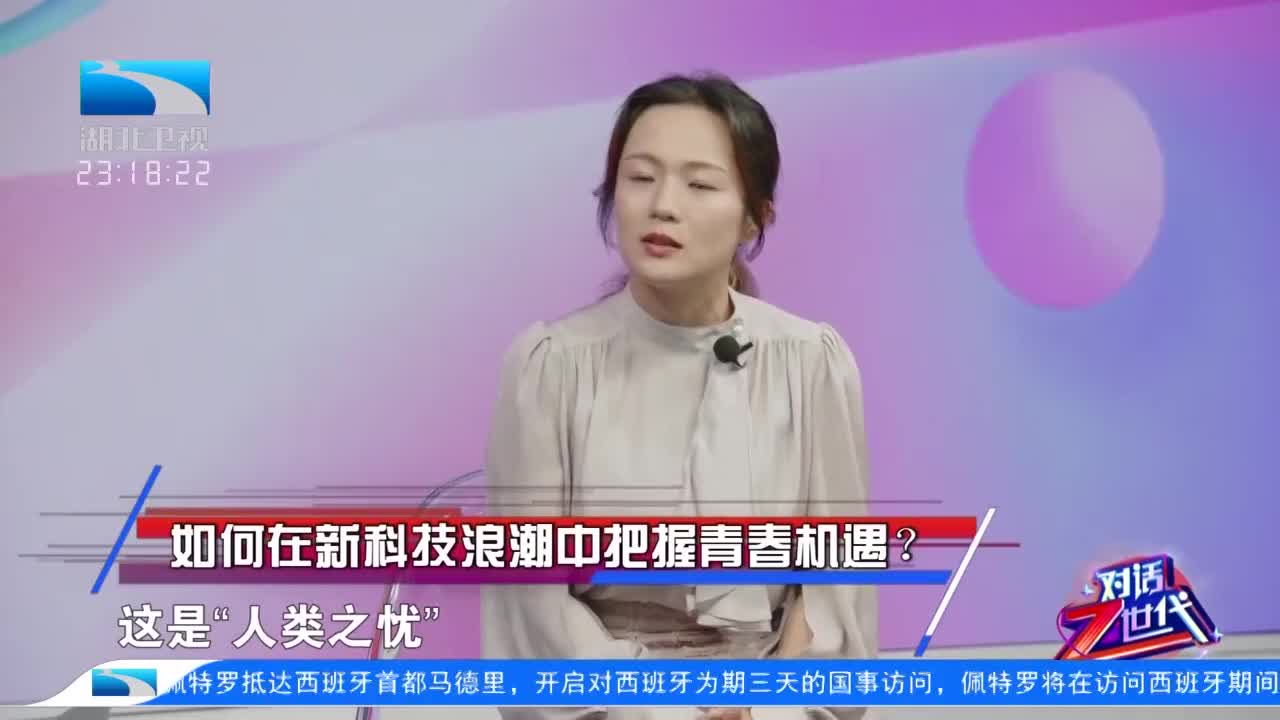 湖北卫视
23:18:22
如何在新科技浪潮中把握青春机遇？
对话
Z世代
这是“人类之忧”
佩特罗抵达西班牙首都马德里，开启对西班牙为期三天的国事访问，佩特罗将在访问西班牙期间